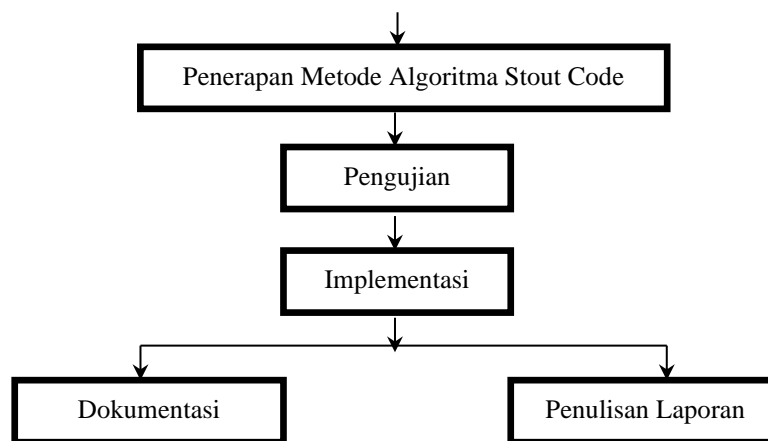 Penerapan Metode Algoritma Stout Code
Pengujian
Implementasi
Dokumentasi
Penulisan Laporan